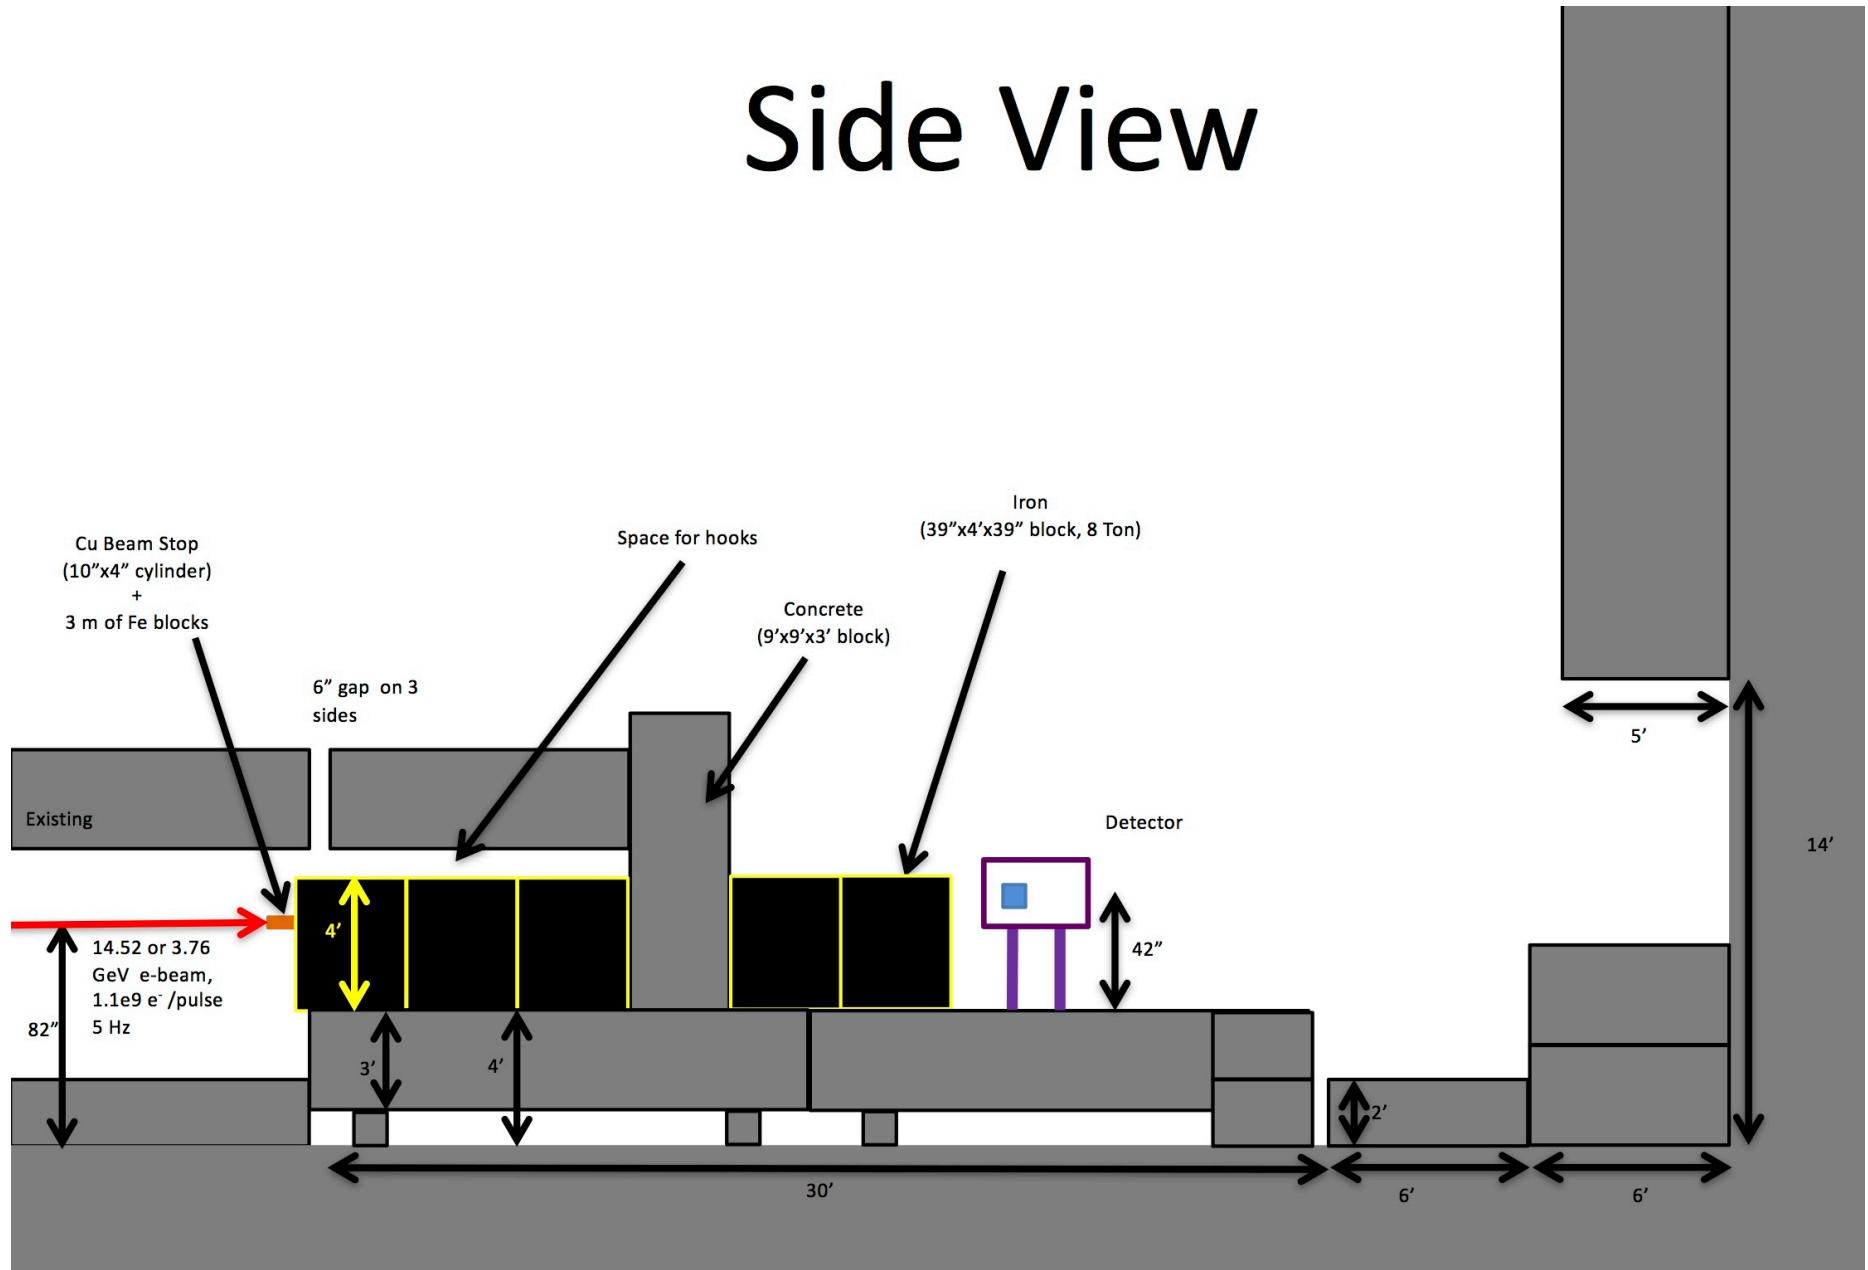 Side View
Iron
(39”x4’x39” block, 8 Ton)
Space for hooks
Cu Beam Stop
(10”x4” cylinder)
+
3 m of Fe blocks
Concrete
(9’x9’x3’ block)
6” gap on 3
sides
5’
Existing
Detector
14’
4’
42”
14.52 or 3.76
GeV e-beam,
1.1e9 e- /pulse
5 Hz
82”
3’
4’
2’
30’
6’
6’